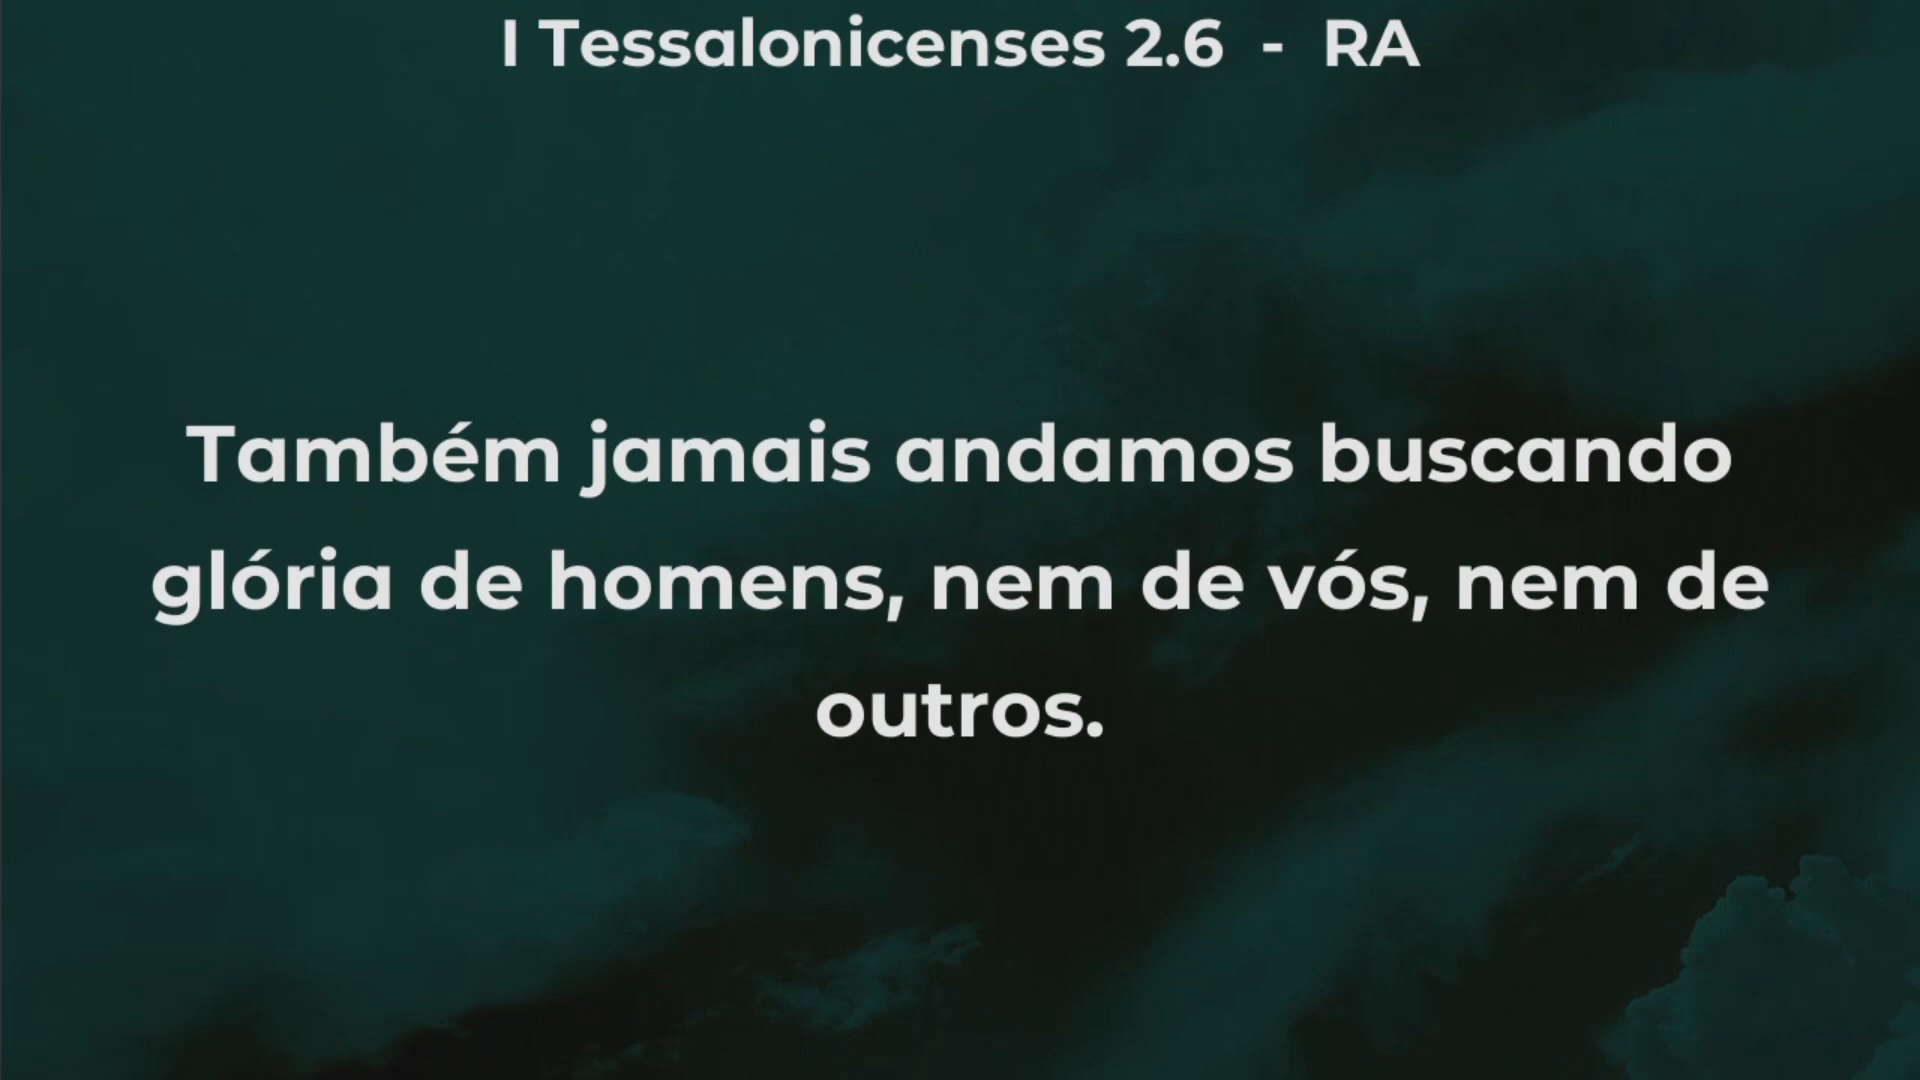 I Tessalonicenses 2.6 - RA
Também jamais andamos buscando
glória de homens, nem de vós, nem de
outros.